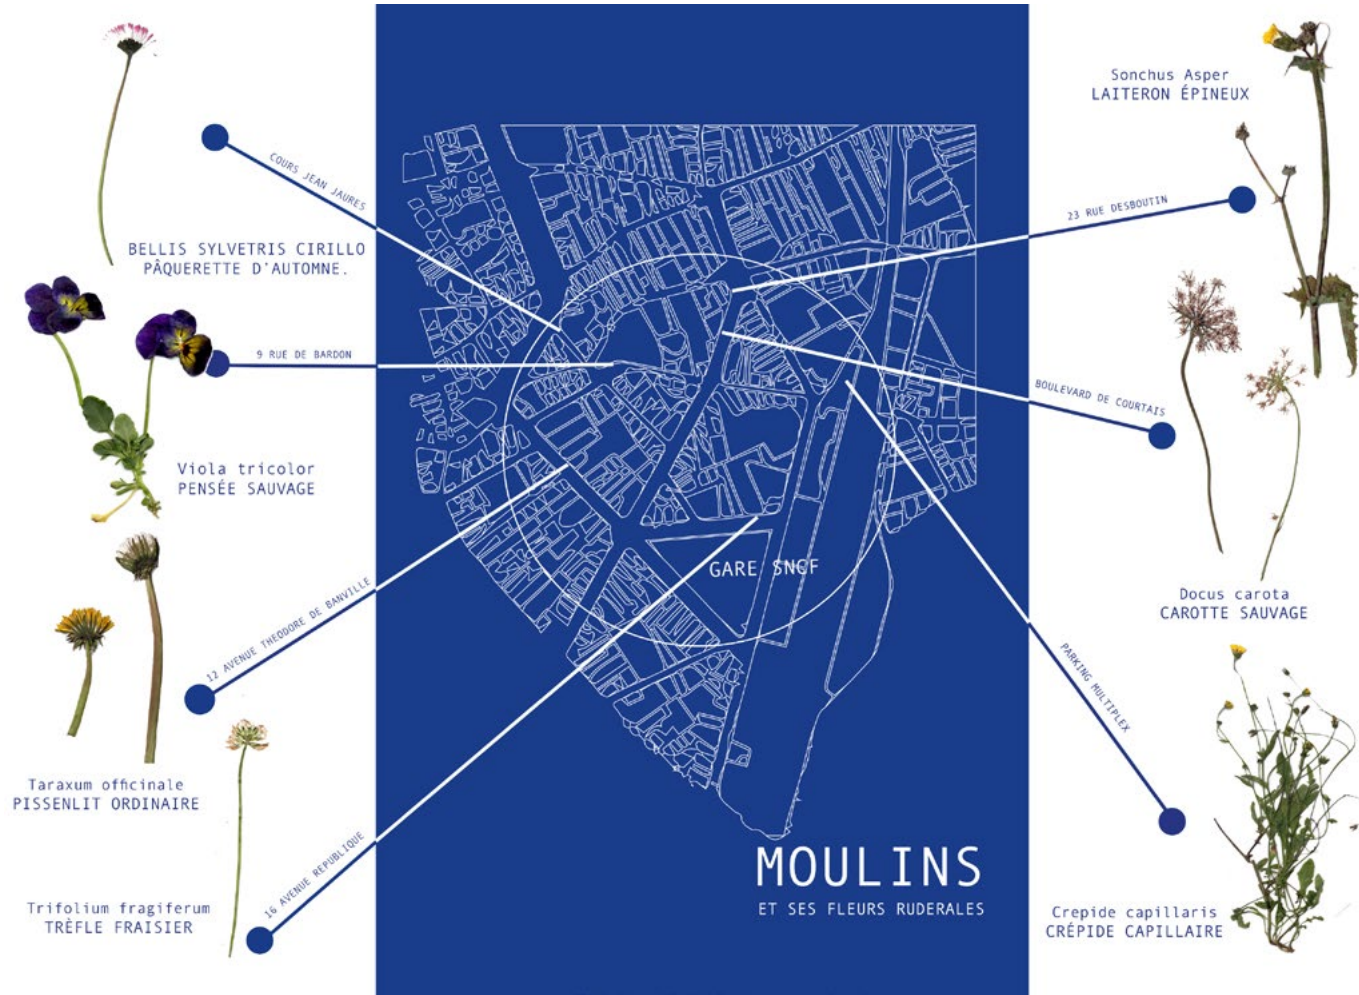 COURS JEAN JAURES
BELLIS SYLVETRIS CIRILLO
PÂQUERETTE D'AUTOMNE.
9 RUE DE BARDON
Viola tricolor
PENSÉE SAUVAGE
12 AVENUE THEODORE DE BANVILLE
Taraxum officinale
PISSENLIT ORDINAIRE
16 AVENUE REPUBLIQUE
Trifolium fragiferum
TRÈFLE FRAISIER
GARE SNCF
MOULINS
ET SES FLEURS RUDERALES
Sonchus Asper
LAITERON ÉPINEUX
23 RUE DESBOUTIN
BOULEVARD DE COURTAIS
Docus carota
CAROTTE SAUVAGE
PARKING MULTIPLEX
Crepide capillaris
CRÉPIDE CAPILLAIRE